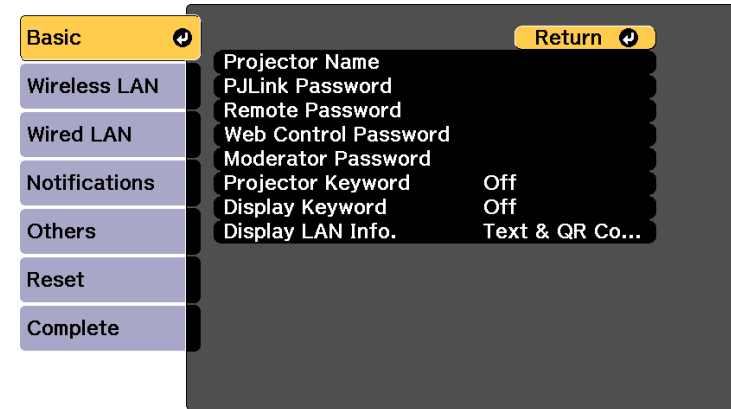 Basic
Wireless LAN
Wired LAN
Notifications
Others
Reset
Complete
Return
Projector Name
PJLink Password
Remote Password
Web Control Password
Moderator Password
Projector Keyword Off
Display Keyword Off
Display LAN Info. Text & QR Co...